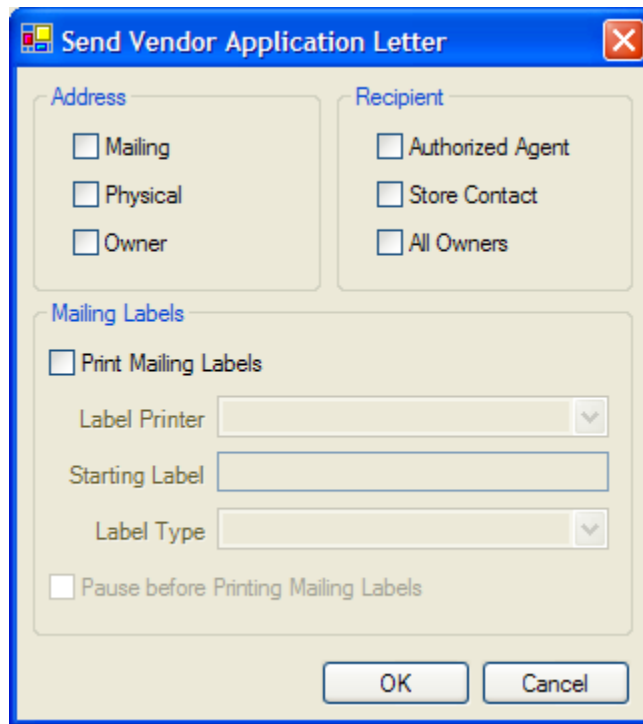 Send Vendor Application Letter
Address
Mailing
Physical
Owner
Recipient
Authorized Agent
Store Contact
All Owners
Mailing Labels
Print Mailing Labels
Label Printer
Starting Label
Label Type
Pause before Printing Mailing Labels
OK
Cancel